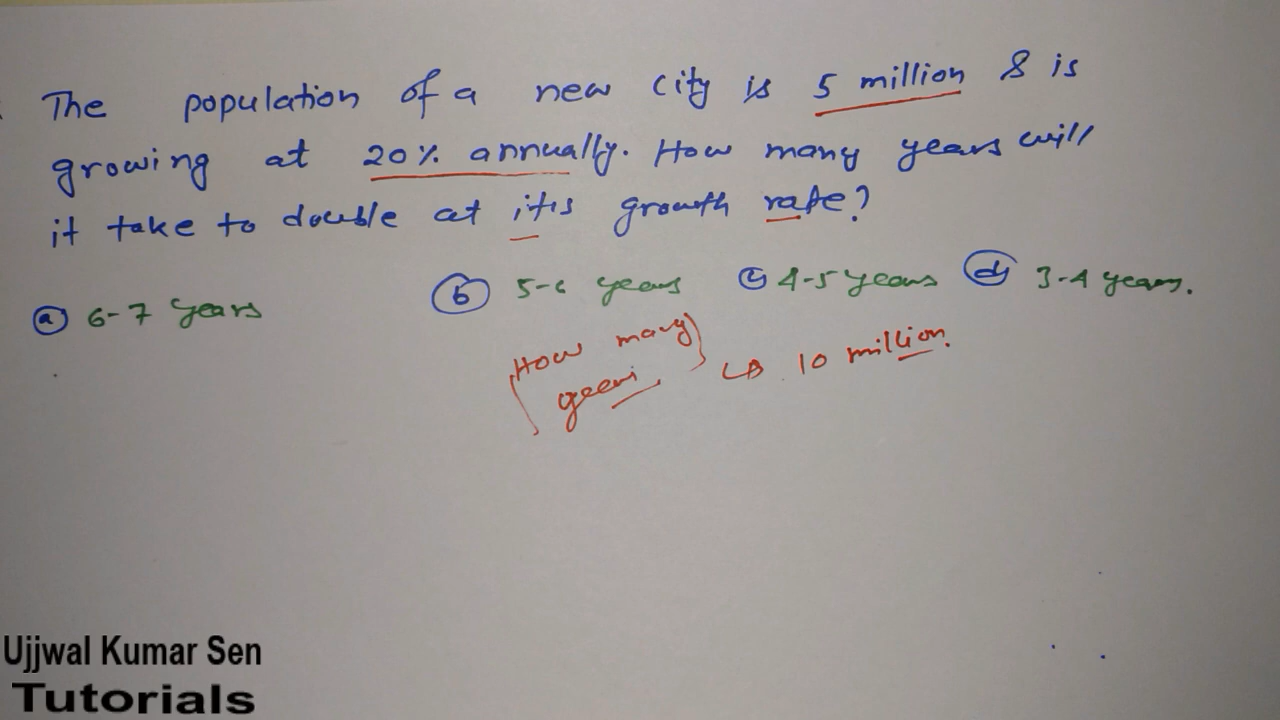 The population of a new city is 5 million & is
growing at 20% annually. How many years will
it take to double at itis growth rate?
a 6-7 years b 5-6 years c 4-5 years d 3-4 years.
How many
years ↳ 10 million.
Ujjwal Kumar Sen
Tutorials